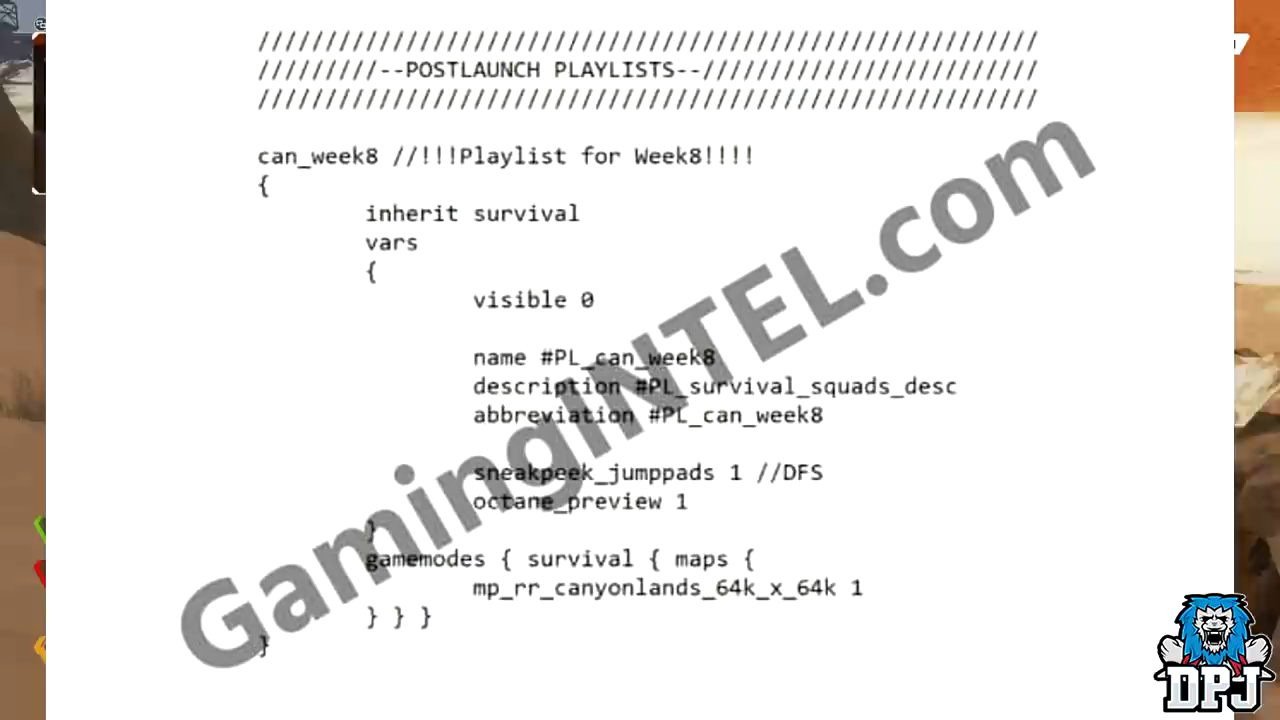 //////////////////////////////////////////////////////////
/////////--POSTLAUNCH PLAYLISTS--/////////////////////////
//////////////////////////////////////////////////////////
can_week8 //!!!Playlist for Week8!!!!
{
inherit survival
vars
{
visible 0
name #PL_can_week8
description #PL_survival_squads_desc
abbreviation #PL_can_week8
sneakpeek_jumppads 1 //DFS
octane_preview 1
}
gamemodes { survival { maps {
mp_rr_canyonlands_64k_x_64k 1
} } }
}
GamingINTEL.com
DPJ